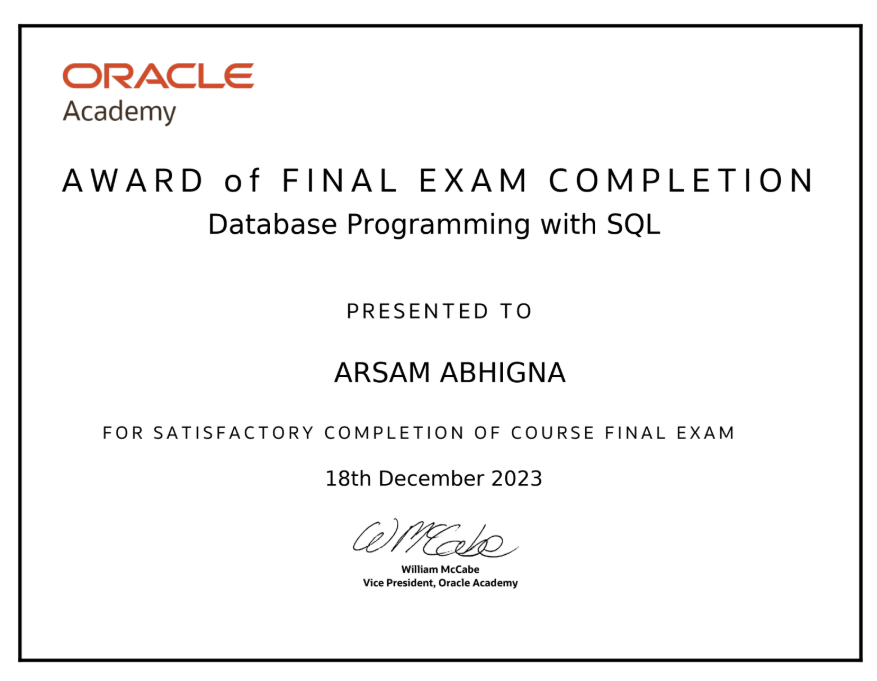 ORACLE
Academy
AWARD of FINAL EXAM COMPLETION
Database Programming with SQL
PRESENTED TO
ARSAM ABHIGNA
FOR SATISFACTORY COMPLETION OF COURSE FINAL EXAM
18th December 2023
W McCabe
William McCabe
Vice President, Oracle Academy